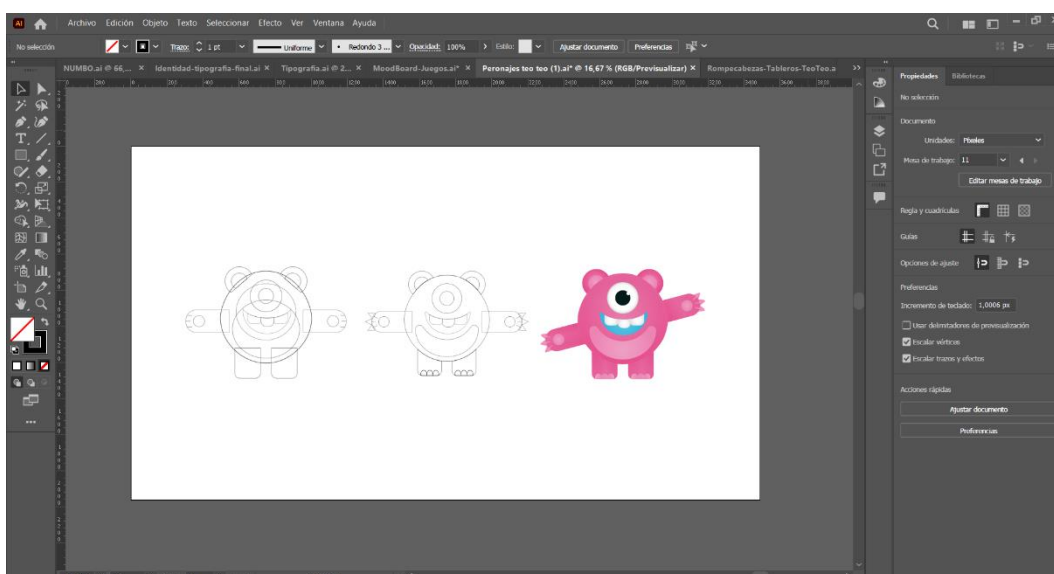 Ai Archivo Edición Objeto Texto Seleccionar Efecto Ver Ventana Ayuda
No selección Trazo: 1 pt Uniforme Redondo 3 ... Opacidad: 100% Estilo: Ajustar documento Preferencias
NUMBO.ai @ 66,... × Identidad-tipografia-final.ai × Tipografia.ai @ 2... × MoodBoard-Juegos.ai* × Peronajes teo teo (1).ai* @ 16,67 % (RGB/Previsualizar) × Rompecabezas-Tableros-TeoTeo.a
Propiedades Bibliotecas
No selección
Documento
Unidades: Píxeles
Mesa de trabajo: 11
Editar mesas de trabajo
Regla y cuadrículas
Guías
Opciones de ajuste
Preferencias
Incremento de teclado: 1,0006 px
Usar delimitadores de previsualización
Escalar vértices
Escalar trazos y efectos
Acciones rápidas
Ajustar documento
Preferencias